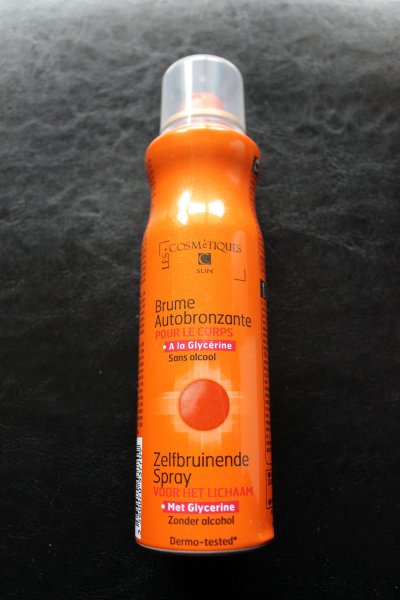 LES COSMéTIQUES
C
SUN
Brume
Autobronzante
POUR LE CORPS
• A la Glycérine
Sans alcool
Zelfbruinende
Spray
VOOR HET LICHAAM
• Met Glycerine
Zonder alcohol
Dermo-tested*